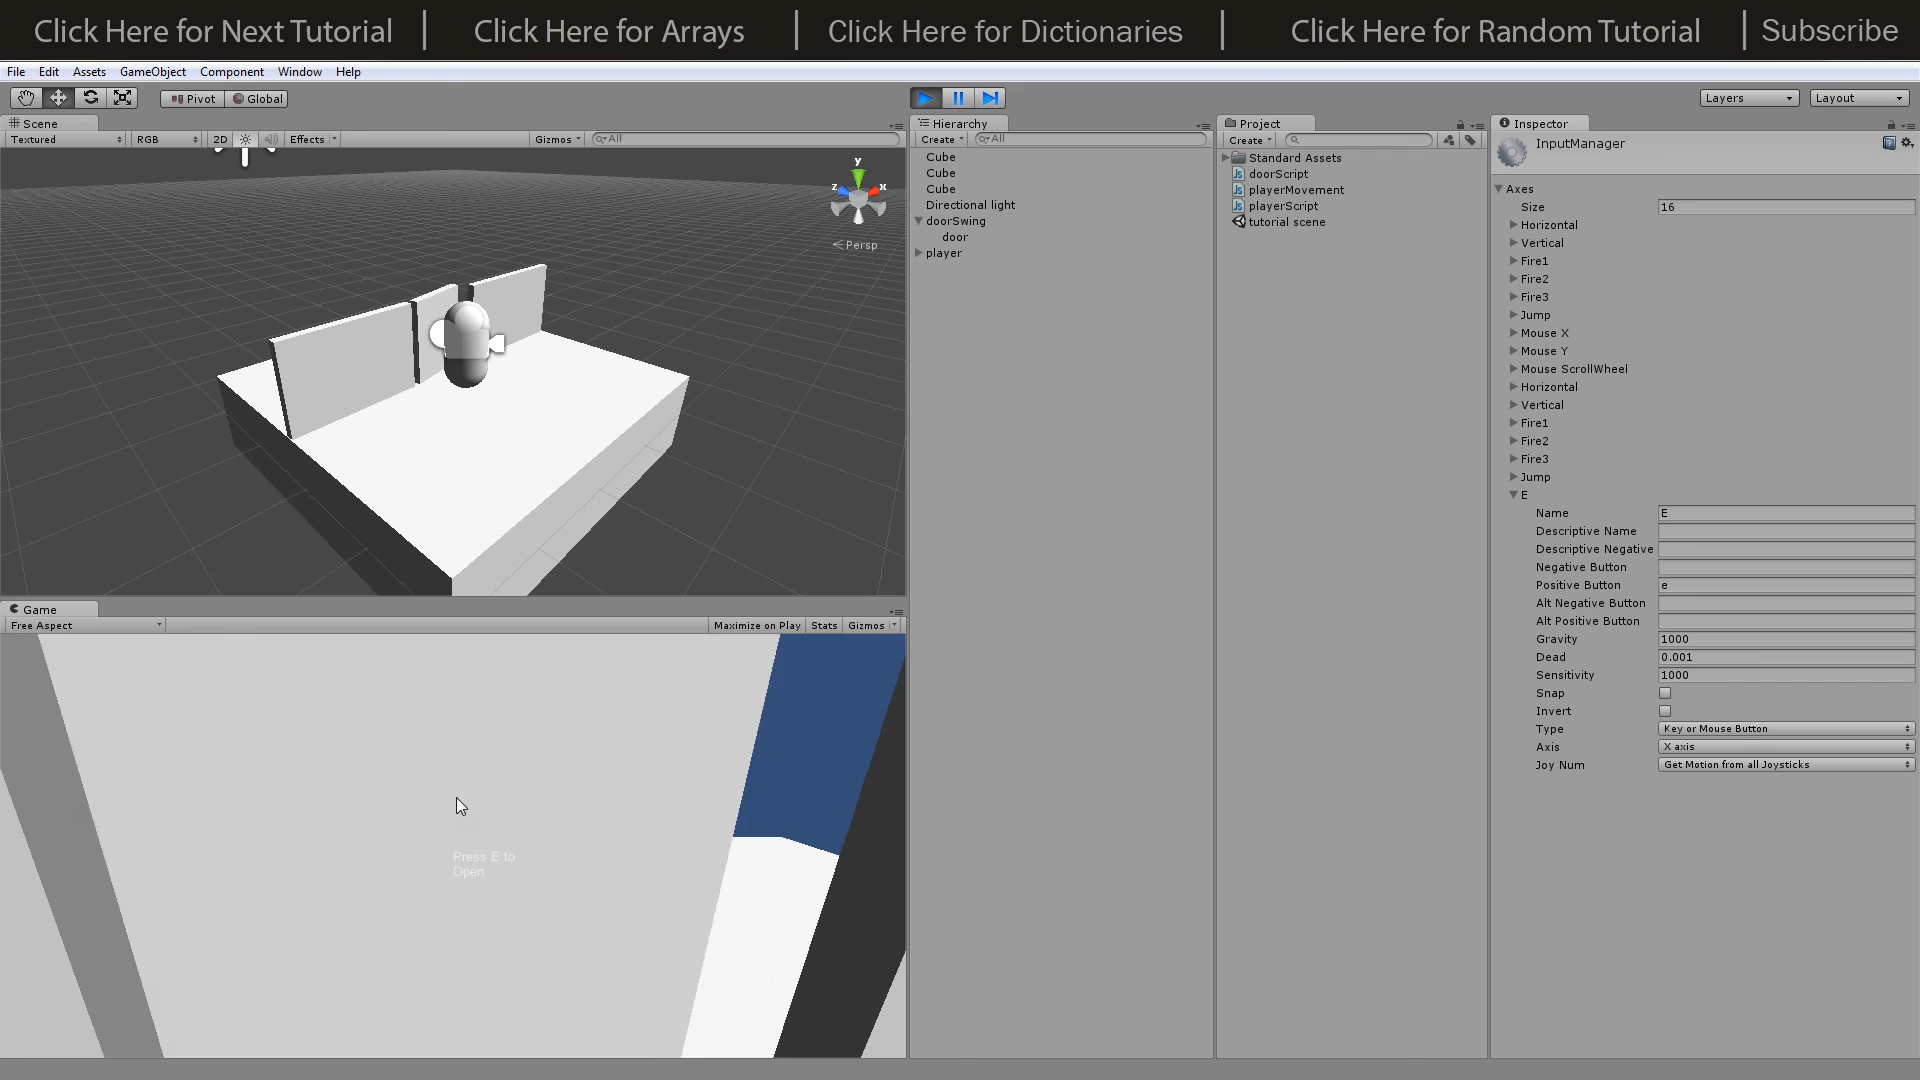 Click Here for Next Tutorial | Click Here for Arrays | Click Here for Dictionaries | Click Here for Random Tutorial | Subscribe
File Edit Assets GameObject Component Window Help
Pivot Global Layers Layout
Scene
Textured RGB 2D Effects Gizmos All
y
z x
Persp
Game
Free Aspect Maximize on Play Stats Gizmos
Press E to
Open
Hierarchy
Create All
Cube
Cube
Cube
Directional light
doorSwing
door
player
Project
Create
Standard Assets
doorScript
playerMovement
playerScript
tutorial scene
Inspector
InputManager
Axes
Size 16
Horizontal
Vertical
Fire1
Fire2
Fire3
Jump
Mouse X
Mouse Y
Mouse ScrollWheel
Horizontal
Vertical
Fire1
Fire2
Fire3
Jump
E
Name E
Descriptive Name
Descriptive Negative
Negative Button
Positive Button e
Alt Negative Button
Alt Positive Button
Gravity 1000
Dead 0.001
Sensitivity 1000
Snap
Invert
Type Key or Mouse Button
Axis X axis
Joy Num Get Motion from all Joysticks